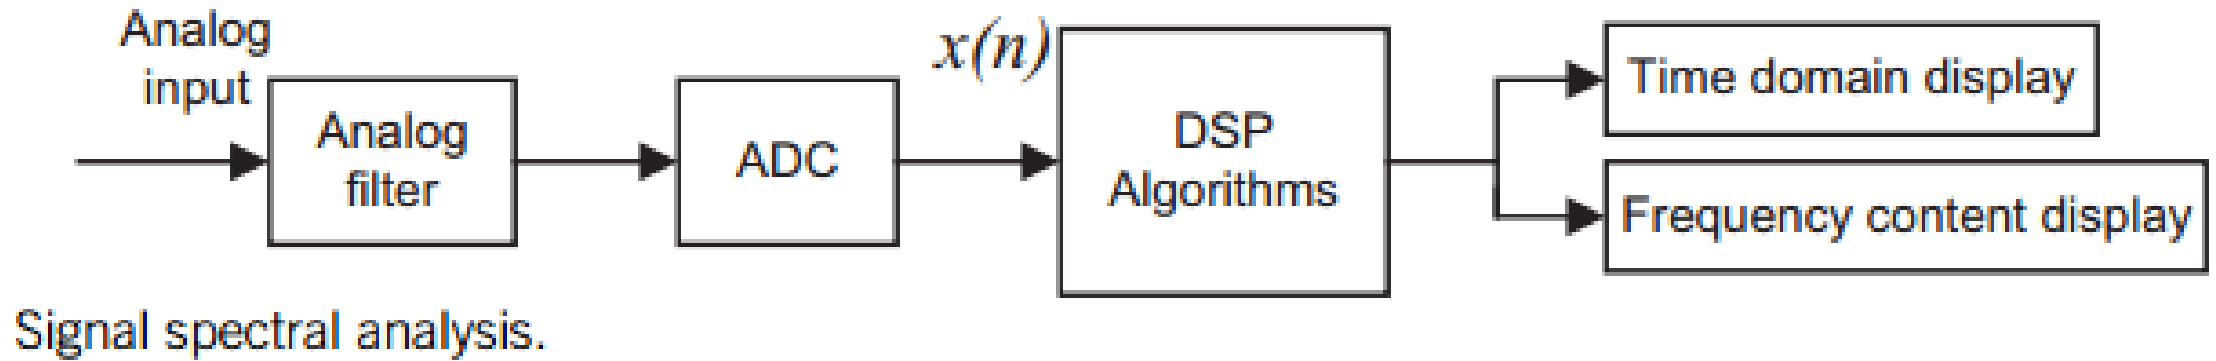 Analog
input
Analog
filter
ADC
x(n)
DSP
Algorithms
Time domain display
Frequency content display
Signal spectral analysis.